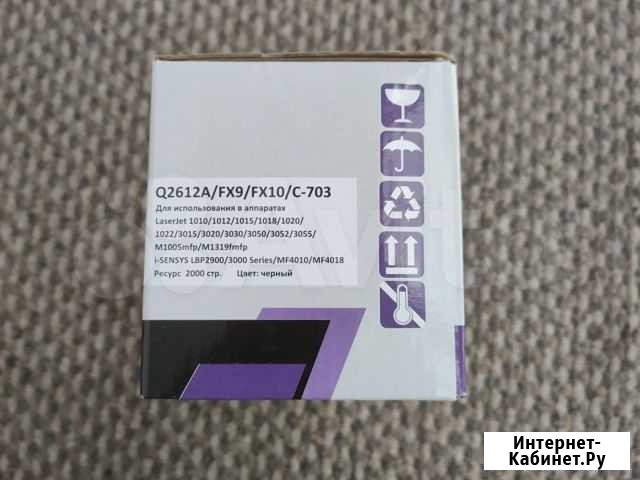 Q2612A/FX9/FX10/C-703
Для использования в аппаратах
LaserJet 1010/1012/1015/1018/1020/
1022/3015/3020/3030/3050/3052/3055/
M1005mfp/M1319fmfp
i-SENSYS LBP2900/3000 Series/MF4010/MF4018
Ресурс 2000 стр. Цвет: черный
Интернет-
Кабинет.Ру